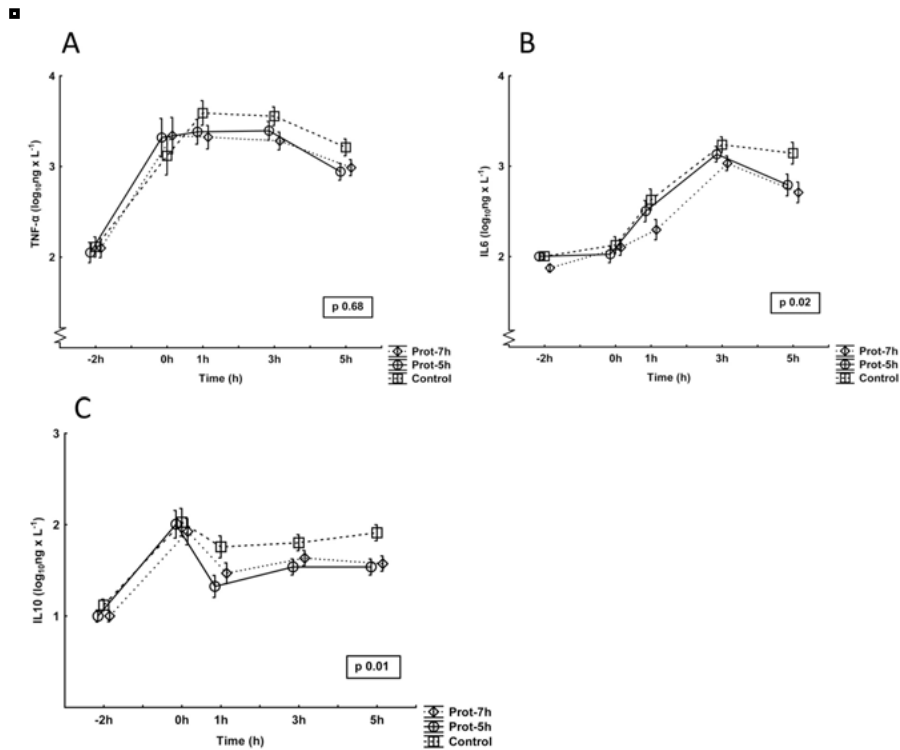 A
TNF-α (log₁₀ng x L⁻¹)
4
3
2
p 0.68
-2h 0h 1h 3h 5h
Time (h)
Prot-7h
Prot-5h
Control
B
IL6 (log₁₀ng x L⁻¹)
4
3
2
p 0.02
-2h 0h 1h 3h 5h
Time (h)
Prot-7h
Prot-5h
Control
C
IL10 (log₁₀ng x L⁻¹)
3
2
1
p 0.01
-2h 0h 1h 3h 5h
Time (h)
Prot-7h
Prot-5h
Control